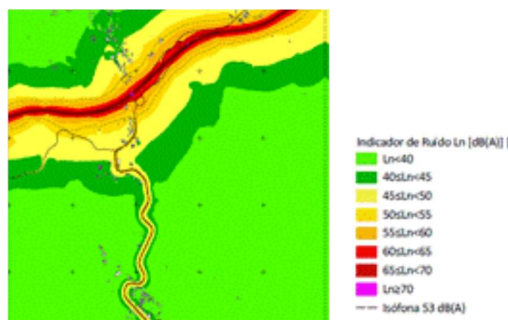 Indicador de Ruído Ln [dB(A)]
Ln<40
40≤Ln<45
45≤Ln<50
50≤Ln<55
55≤Ln<60
60≤Ln<65
65≤Ln<70
Ln≥70
Isófona 53 dB(A)